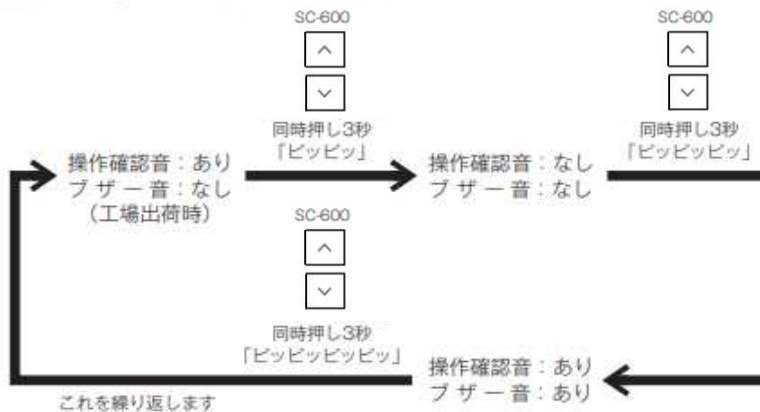 SC-600
SC-600
同時押し3秒
「ピッピッ」
同時押し3秒
「ピッピッピッ」
操作確認音：あり
ブザー音：なし
（工場出荷時）
操作確認音：なし
ブザー音：なし
SC-600
同時押し3秒
「ピッピッピッピッ」
操作確認音：あり
ブザー音：あり
これを繰り返します